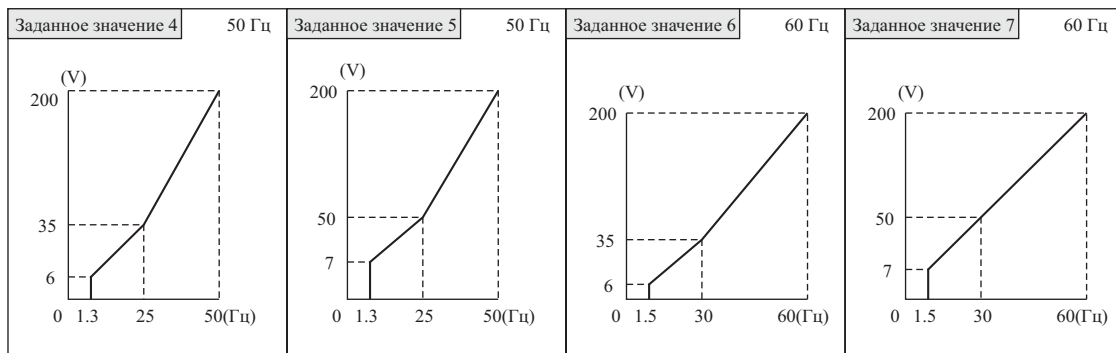 Заданное значение 4 50 Гц
(V)
200
35
6
0 1.3 25 50(Гц)
Заданное значение 5 50 Гц
(V)
200
50
7
0 1.3 25 50(Гц)
Заданное значение 6 60 Гц
(V)
200
35
6
0 1.5 30 60(Гц)
Заданное значение 7 60 Гц
(V)
200
50
7
0 1.5 30 60(Гц)